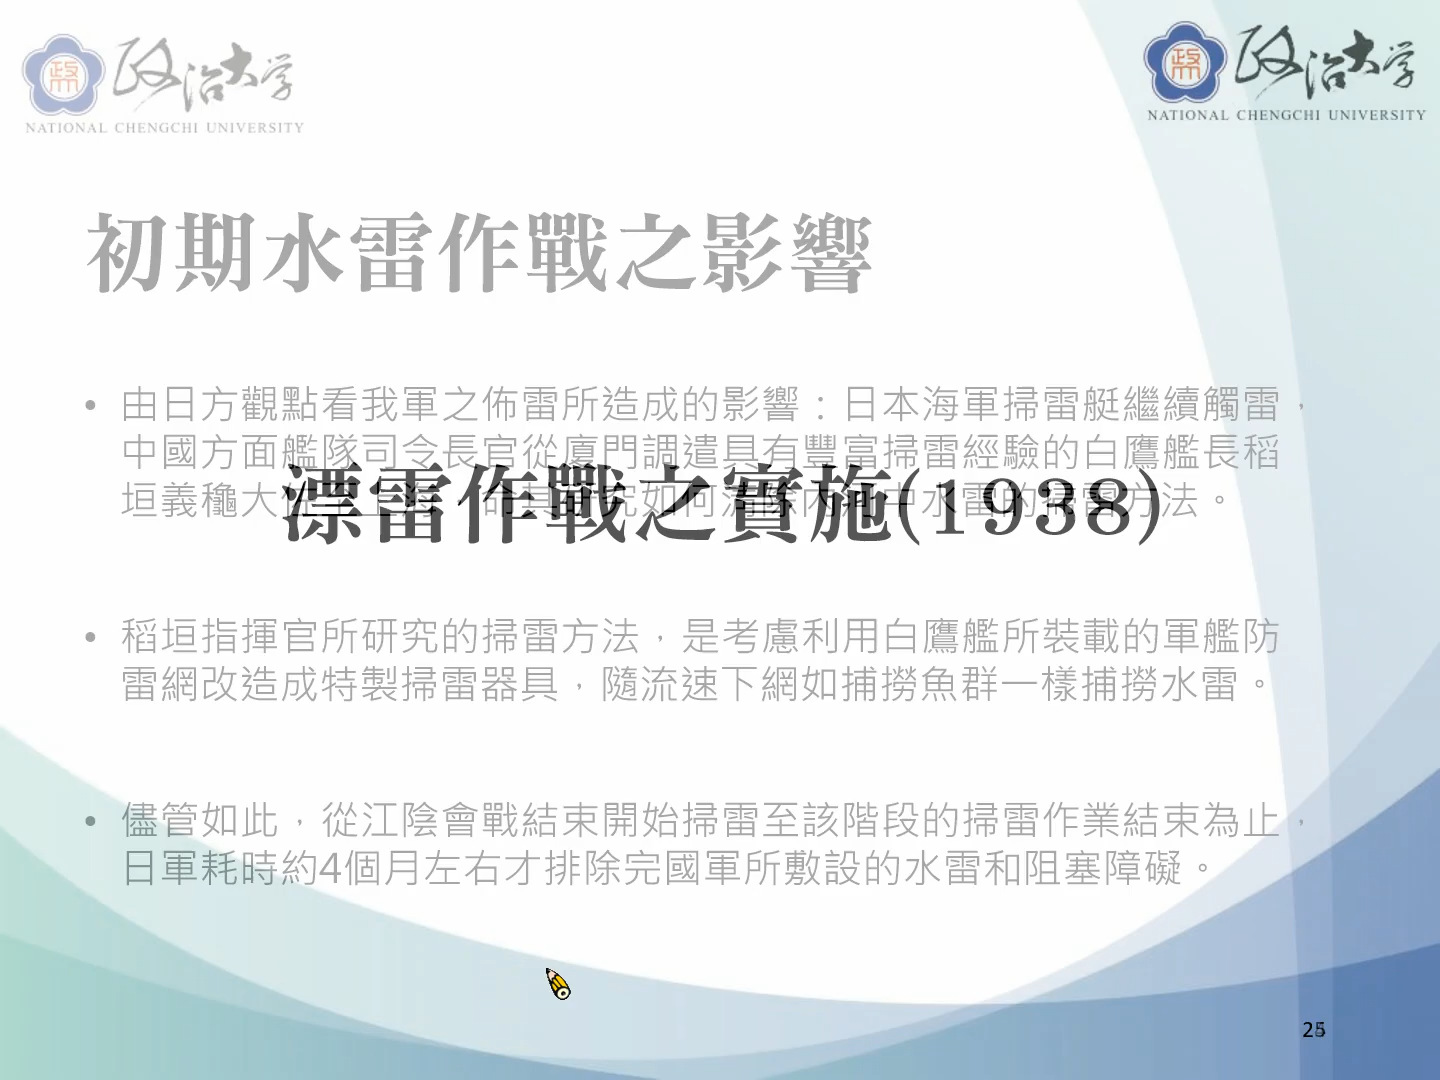 政治大学
NATIONAL CHENGCHI UNIVERSITY
政治大学
NATIONAL CHENGCHI UNIVERSITY
初期水雷作戰之影響
• 由日方觀點看我軍之佈雷所造成的影響：日本海軍掃雷艇繼續觸雷，
中國方面艦隊司令長官從廈門調遣具有豐富掃雷經驗的白鷹艦長稻
垣義穐大佐 其 究如何清除內河中水雷的掃雷方法。
漂雷作戰之實施(1938)
• 稻垣指揮官所研究的掃雷方法，是考慮利用白鷹艦所裝載的軍艦防
雷網改造成特製掃雷器具，隨流速下網如捕撈魚群一樣捕撈水雷。
• 儘管如此，從江陰會戰結束開始掃雷至該階段的掃雷作業結束為止，
日軍耗時約4個月左右才排除完國軍所敷設的水雷和阻塞障礙。